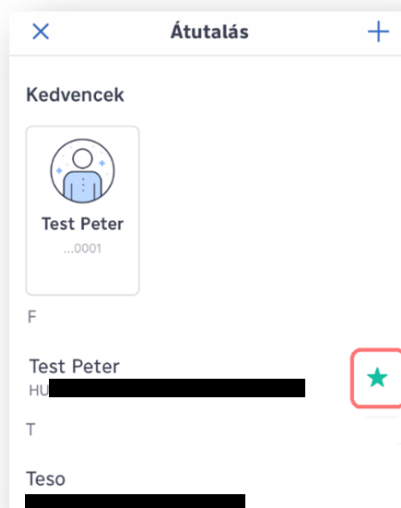 Átutalás
Kedvencek
Test Peter
...0001
F
Test Peter
HU
T
Teso